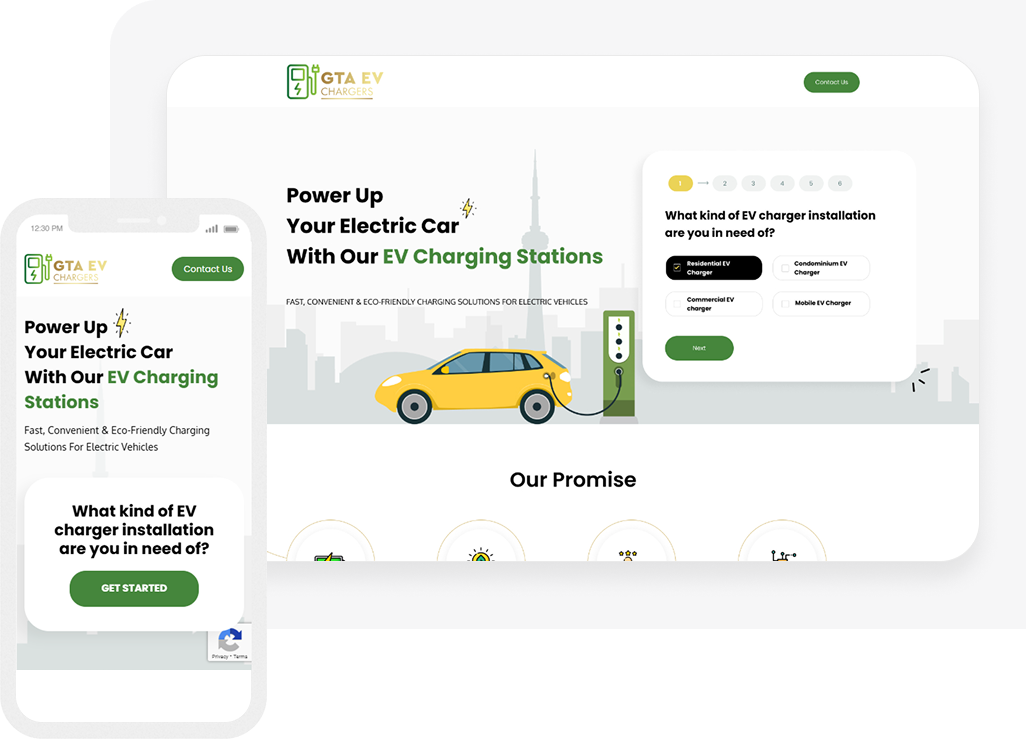 GTA EV
CHARGERS
Contact Us
Power Up
Your Electric Car
With Our EV Charging Stations
FAST, CONVENIENT & ECO-FRIENDLY CHARGING SOLUTIONS FOR ELECTRIC VEHICLES
1 2 3 4 5 6
What kind of EV charger installation
are you in need of?
Residential EV
Charger
Condominium EV
Charger
Commercial EV
charger
Mobile EV Charger
Next
Our Promise
12:30 PM
GTA EV
CHARGERS
Contact Us
Power Up
Your Electric Car
With Our EV Charging
Stations
Fast, Convenient & Eco-Friendly Charging
Solutions For Electric Vehicles
What kind of EV
charger installation
are you in need of?
GET STARTED
Privacy - Terms